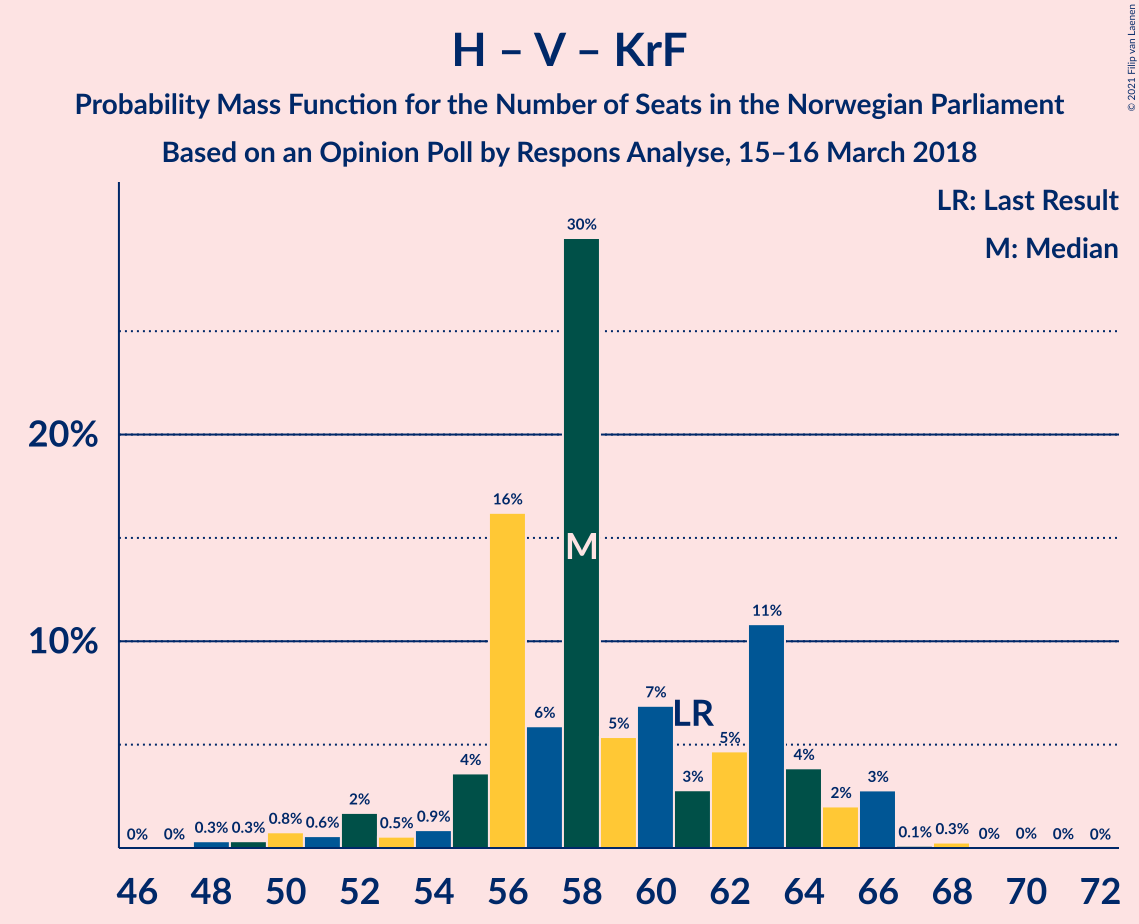 H – V – KrF
Probability Mass Function for the Number of Seats in the Norwegian Parliament
Based on an Opinion Poll by Respons Analyse, 15–16 March 2018
© 2021 Filip van Laenen
LR: Last Result
M: Median
20%
10%
0% 0% 0.3% 0.3% 0.8% 0.6% 2% 0.5% 0.9% 4% 16% 6% 30% 5% 7% 3% 5% 11% 4% 2% 3% 0.1% 0.3% 0% 0% 0% 0%
M
LR
46 48 50 52 54 56 58 60 62 64 66 68 70 72